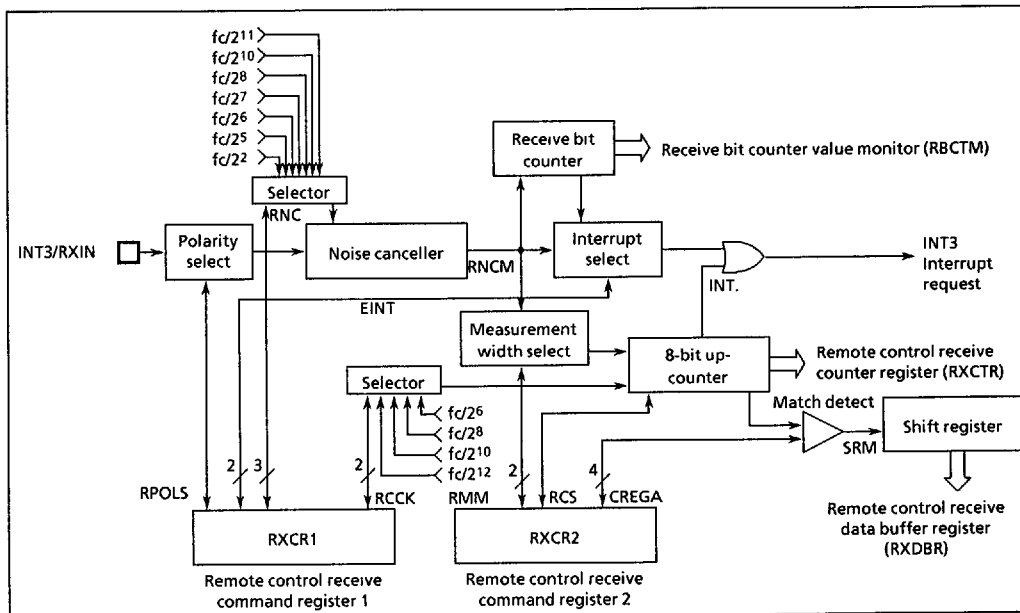 fc/2¹¹
fc/2¹⁰
fc/2⁸
fc/2⁷
fc/2⁶
fc/2⁵
fc/2²
Selector
RNC
INT3/RXIN
Polarity
select
Noise canceller
RNCM
Receive bit
counter
Receive bit counter value monitor (RBCTM)
Interrupt
select
INT3
Interrupt
request
INT.
EINT
Measurement
width select
8-bit up-
counter
Remote control receive
counter register (RXCTR)
Selector
fc/2⁶
fc/2⁸
fc/2¹⁰
fc/2¹²
Match detect
SRM
Shift register
Remote control receive
data buffer register
(RXDBR)
2
3
2
2
4
RPOLS
RCCK
RMM
RCS
CREGA
RXCR1
RXCR2
Remote control receive
command register 1
Remote control receive
command register 2